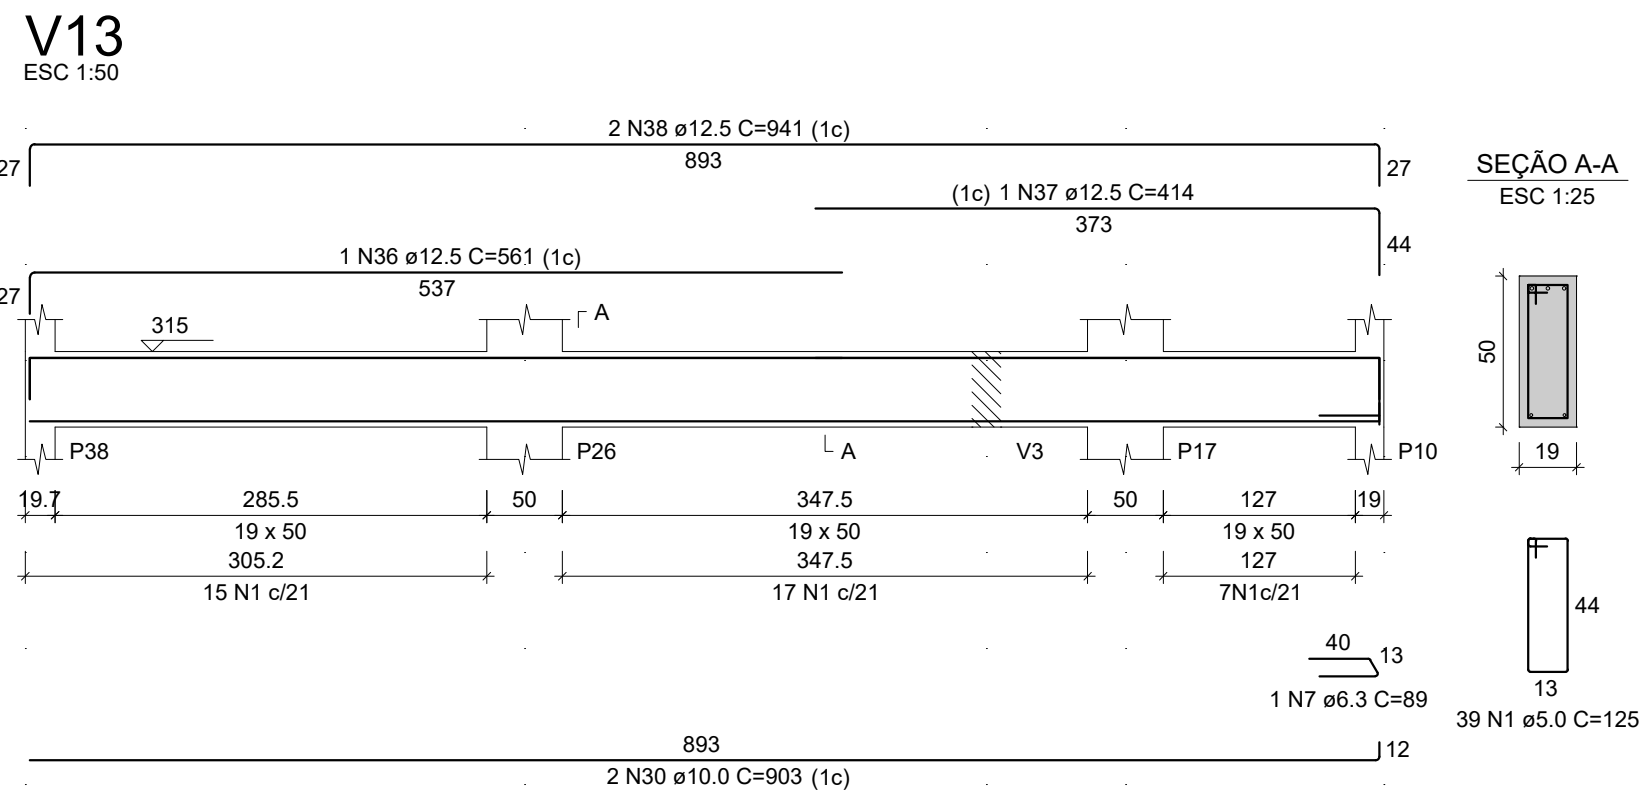 V13
ESC 1:50
2 N38 ø12.5 C=941 (1c)
893
27
27
SEÇÃO A-A
ESC 1:25
(1c) 1 N37 ø12.5 C=414
373
44
1 N36 ø12.5 C=561 (1c)
537
27
A
315
50
P38
P26
A
V3
P17
P10
19
19.7
285.5
50
347.5
50
127
19
19 x 50
19 x 50
19 x 50
305.2
347.5
127
15 N1 c/21
17 N1 c/21
7N1c/21
44
40
13
13
1 N7 ø6.3 C=89
39 N1 ø5.0 C=125
893
12
2 N30 ø10.0 C=903 (1c)